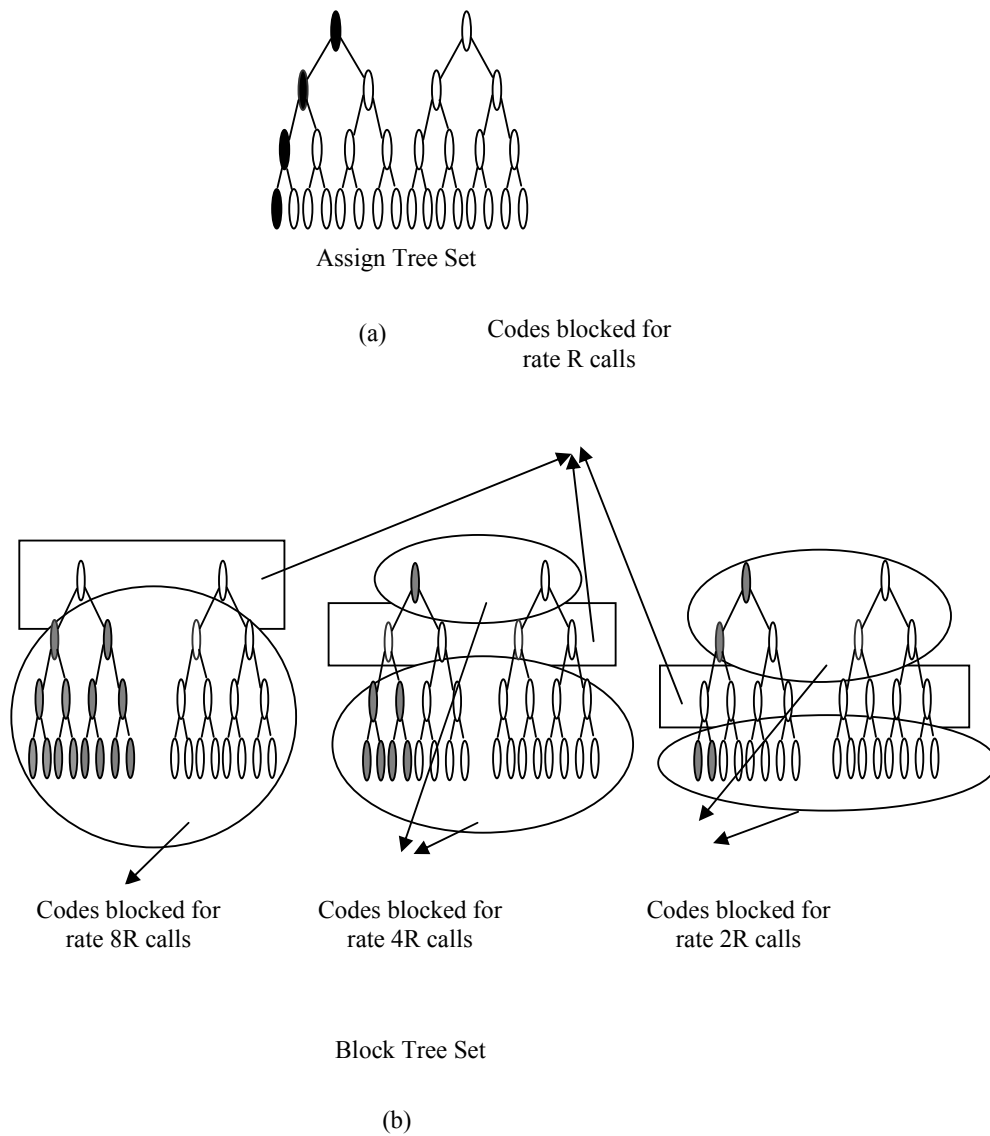 Assign Tree Set
(a)
Codes blocked for
rate R calls
Codes blocked for
rate 8R calls
Codes blocked for
rate 4R calls
Codes blocked for
rate 2R calls
Block Tree Set
(b)